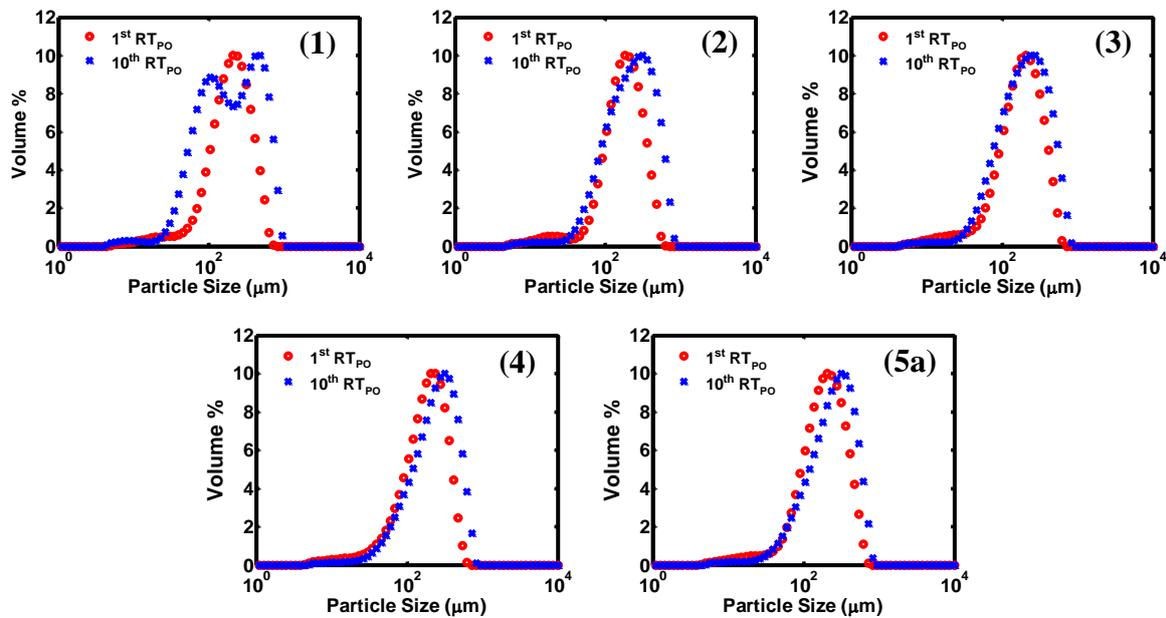 12
10
8
6
4
2
0
Volume %
1st RTPO
10th RTPO
(1)
10^0 10^2 10^4
Particle Size (μm)
12
10
8
6
4
2
0
Volume %
1st RTPO
10th RTPO
(2)
10^0 10^2 10^4
Particle Size (μm)
12
10
8
6
4
2
0
Volume %
1st RTPO
10th RTPO
(3)
10^0 10^2 10^4
Particle Size (μm)
12
10
8
6
4
2
0
Volume %
1st RTPO
10th RTPO
(4)
10^0 10^2 10^4
Particle Size (μm)
12
10
8
6
4
2
0
Volume %
1st RTPO
10th RTPO
(5a)
10^0 10^2 10^4
Particle Size (μm)